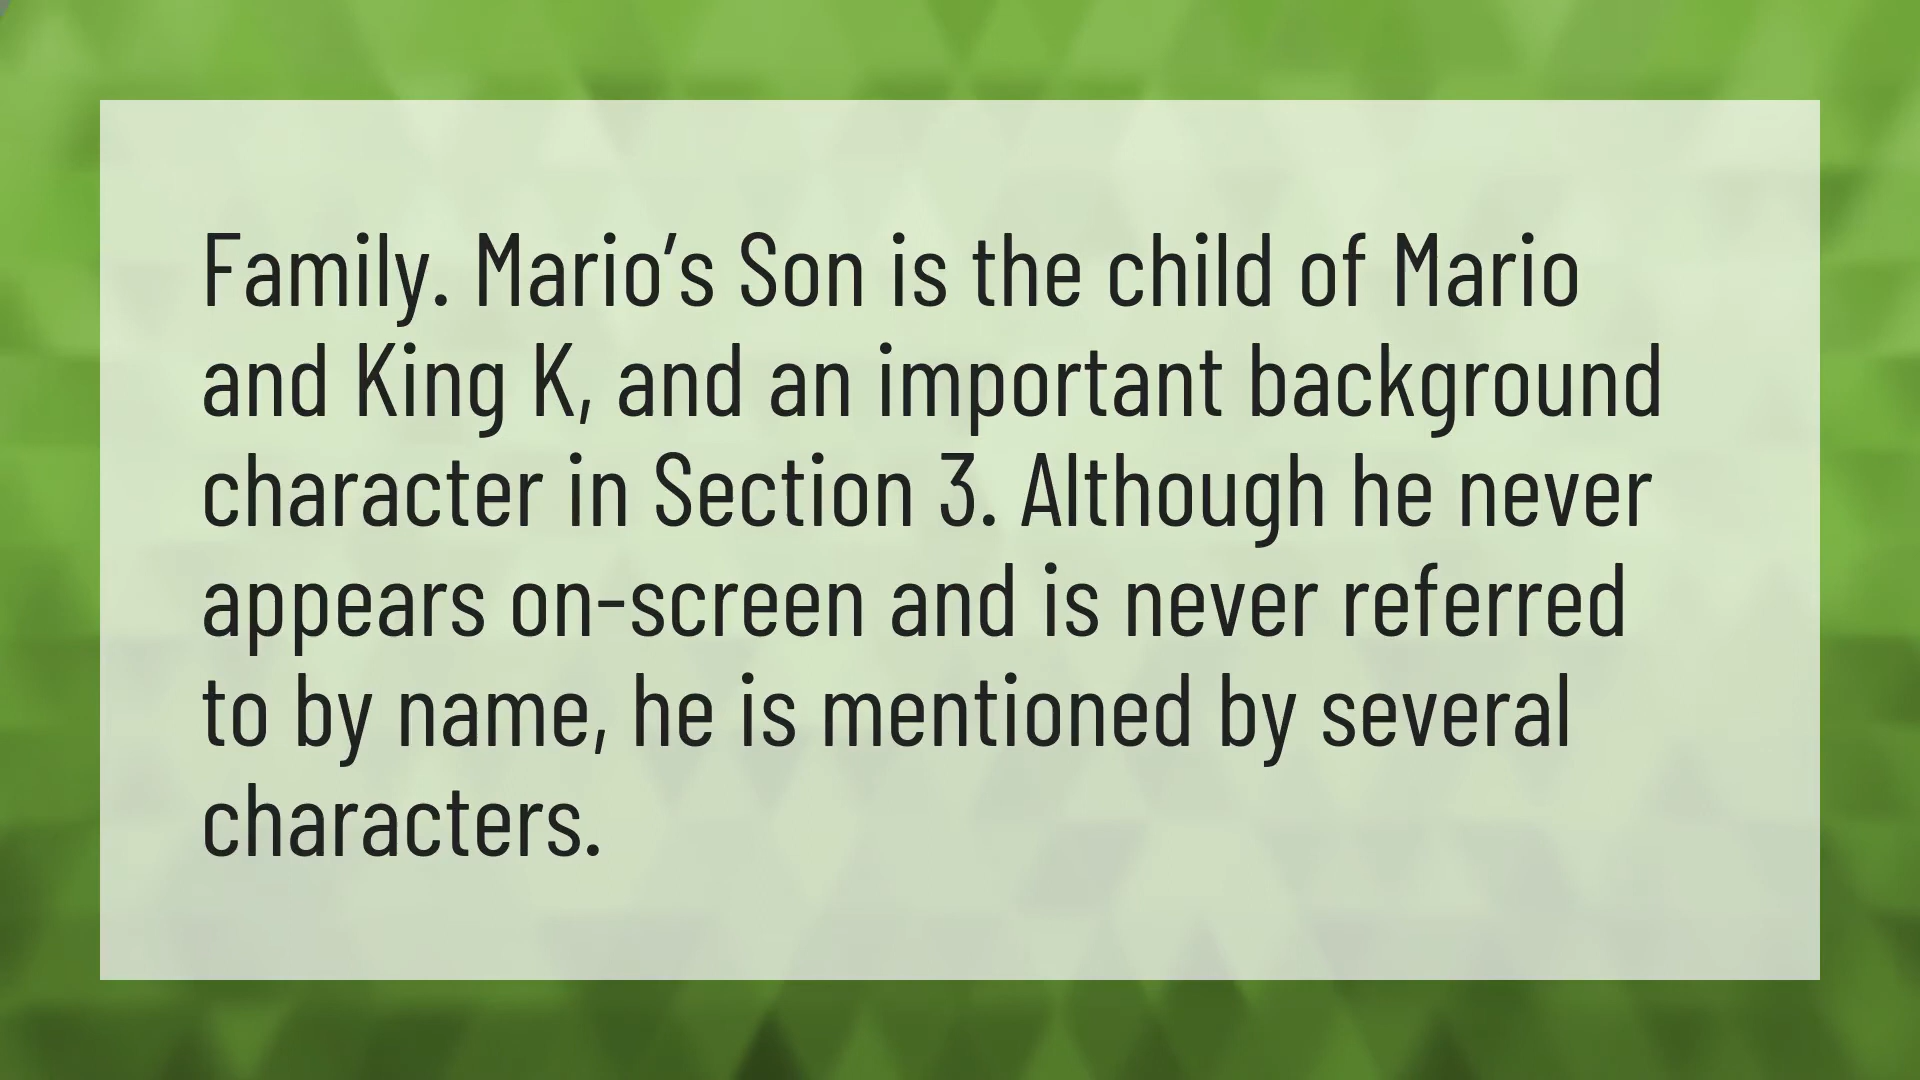 Family. Mario’s Son is the child of Mario
and King K, and an important background
character in Section 3. Although he never
appears on-screen and is never referred
to by name, he is mentioned by several
characters.